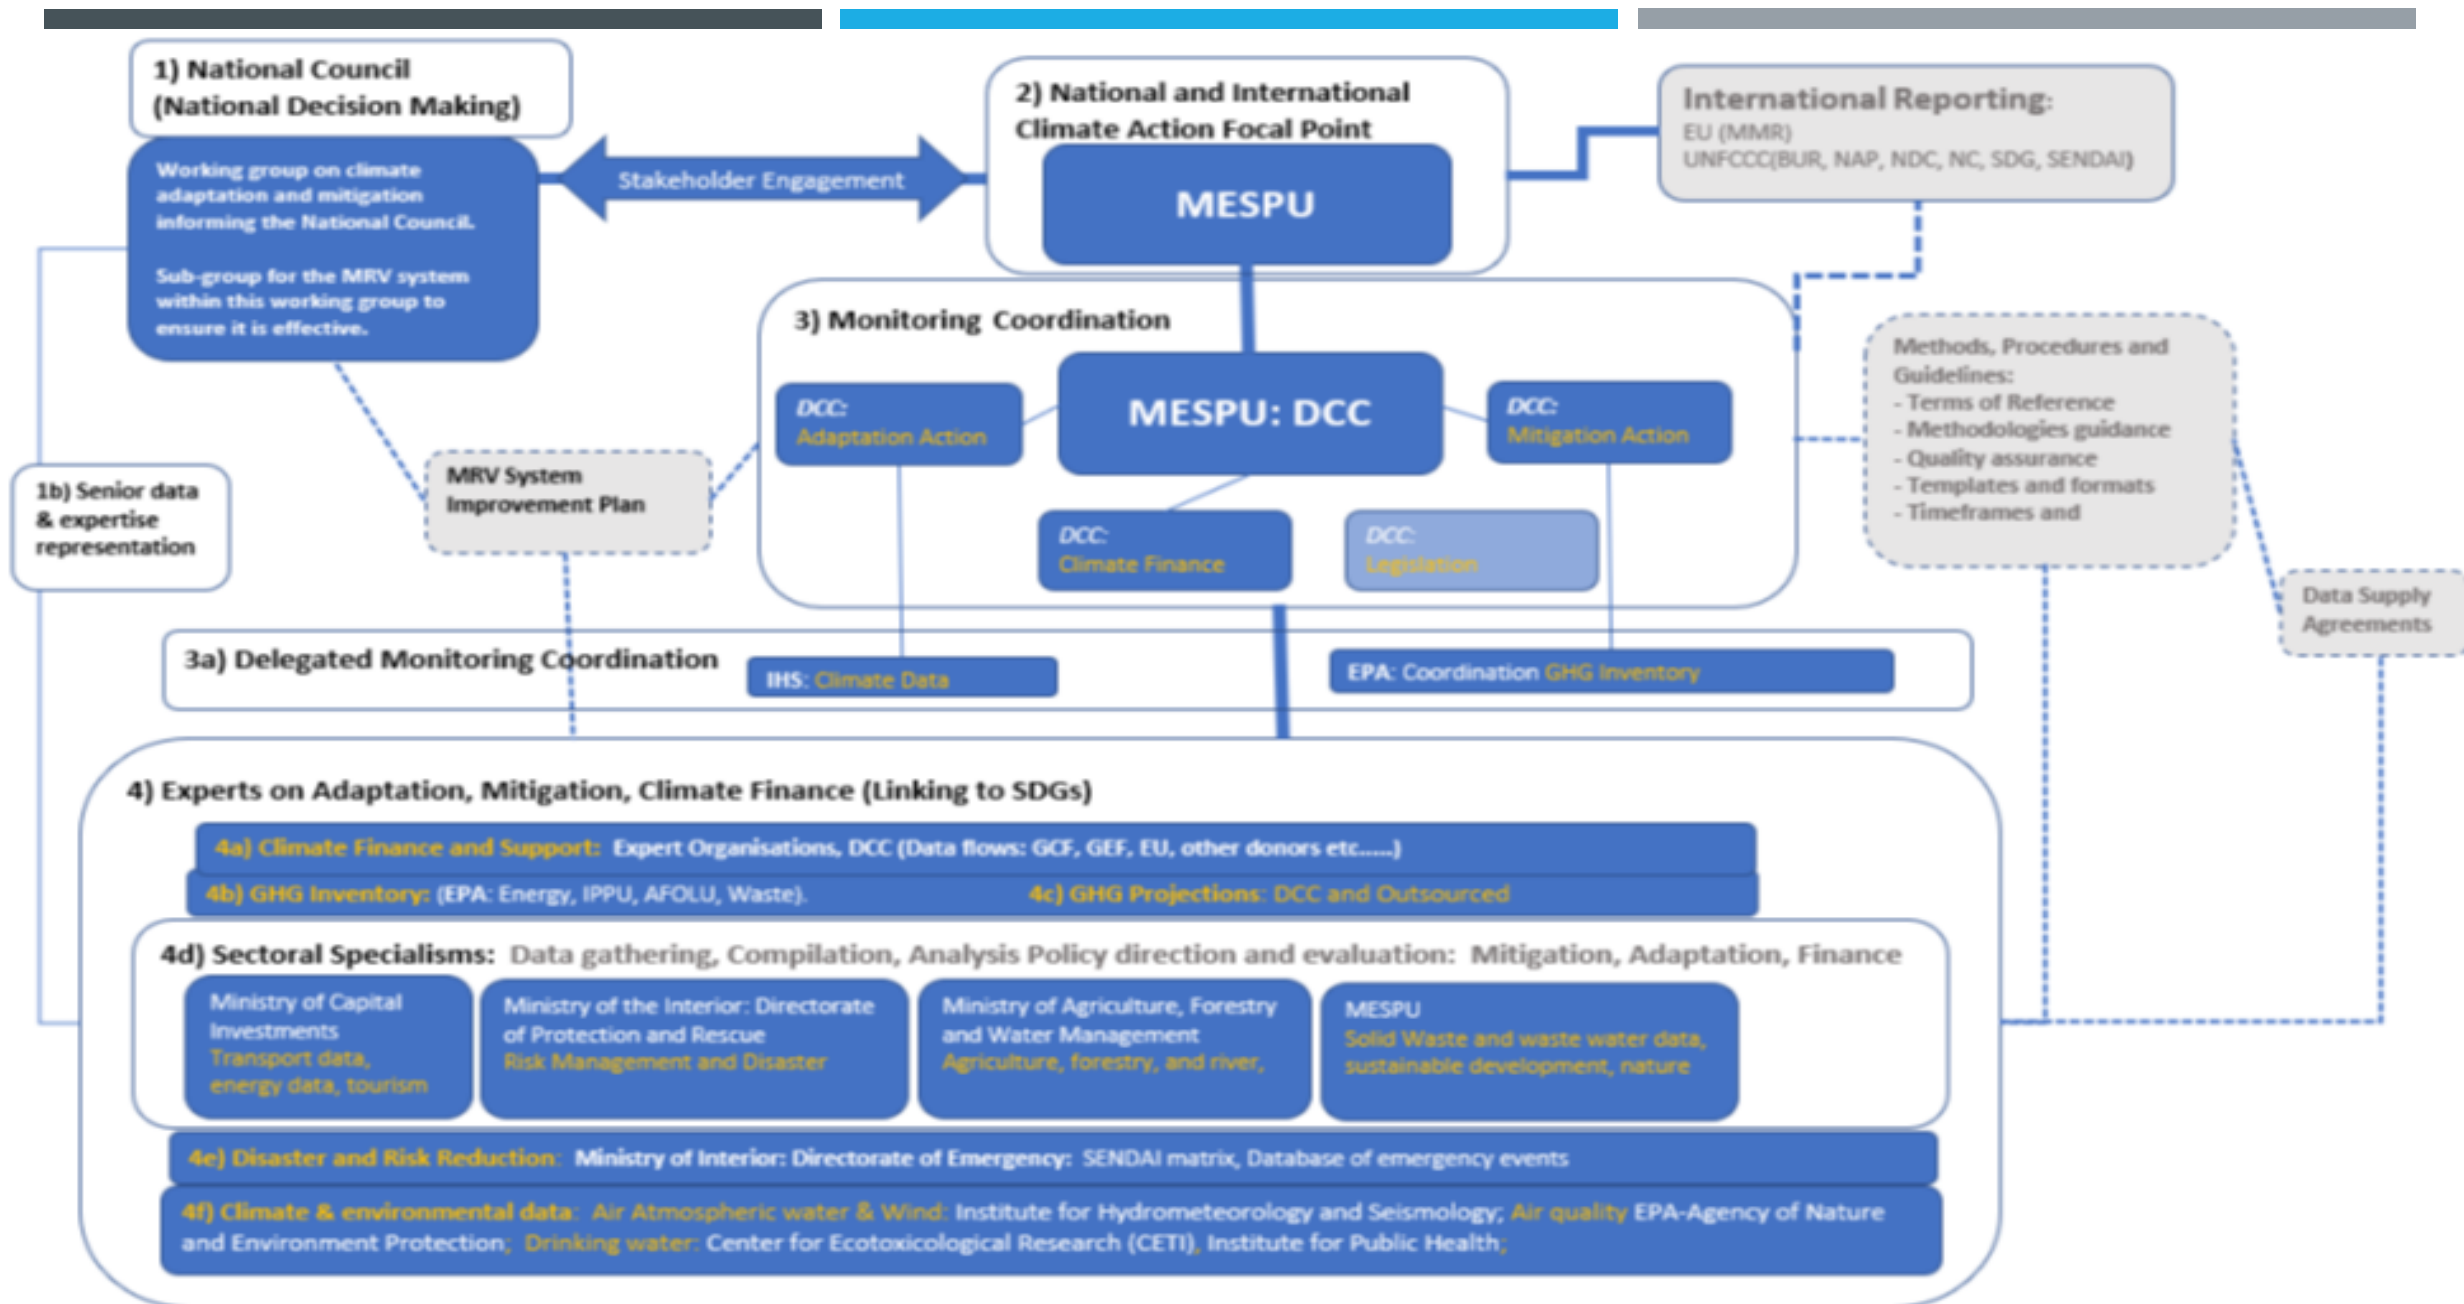 1) National Council
(National Decision Making)
Working group on climate
adaptation and mitigation
informing the National Council.
Sub-group for the MRV system
within this working group to
ensure it is effective.
Stakeholder Engagement
2) National and International
Climate Action Focal Point
MESPU
International Reporting:
EU (MMR)
UNFCCC(BUR, NAP, NDC, NC, SDG, SENDAI)
3) Monitoring Coordination
MESPU: DCC
DCC:
Adaptation Action
DCC:
Mitigation Action
DCC:
Climate Finance
DCC:
Legislation
Methods, Procedures and
Guidelines:
- Terms of Reference
- Methodologies guidance
- Quality assurance
- Templates and formats
- Timeframes and
MRV System
Improvement Plan
1b) Senior data
& expertise
representation
Data Supply
Agreements
3a) Delegated Monitoring Coordination
IHS: Climate Data
EPA: Coordination GHG Inventory
4) Experts on Adaptation, Mitigation, Climate Finance (Linking to SDGs)
4a) Climate Finance and Support: Expert Organisations, DCC (Data flows: GCF, GEF, EU, other donors etc.....)
4b) GHG Inventory: (EPA: Energy, IPPU, AFOLU, Waste). 4c) GHG Projections: DCC and Outsourced
4d) Sectoral Specialisms: Data gathering, Compilation, Analysis Policy direction and evaluation: Mitigation, Adaptation, Finance
Ministry of Capital
Investments
Transport data,
energy data, tourism
Ministry of the Interior: Directorate
of Protection and Rescue
Risk Management and Disaster
Ministry of Agriculture, Forestry
and Water Management
Agriculture, forestry, and river,
MESPU
Solid Waste and waste water data,
sustainable development, nature
4e) Disaster and Risk Reduction: Ministry of Interior: Directorate of Emergency: SENDAI matrix, Database of emergency events
4f) Climate & environmental data: Air Atmospheric water & Wind: Institute for Hydrometeorology and Seismology; Air quality EPA-Agency of Nature
and Environment Protection; Drinking water: Center for Ecotoxicological Research (CETI), Institute for Public Health;